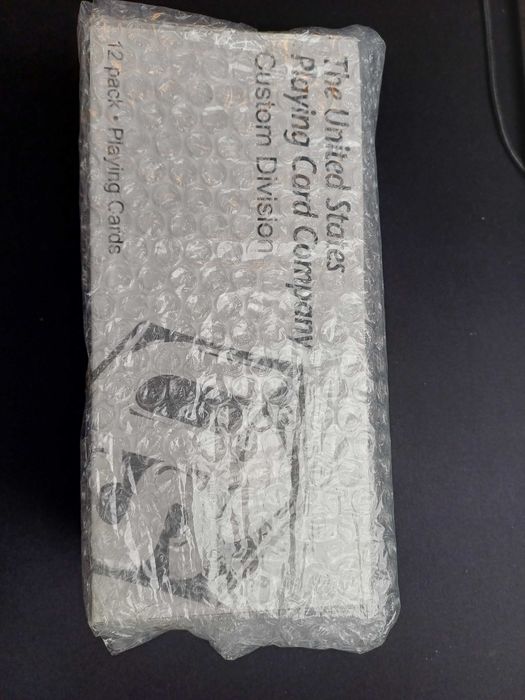 The United States
Playing Card Company
Custom Division
12 pack • Playing Cards